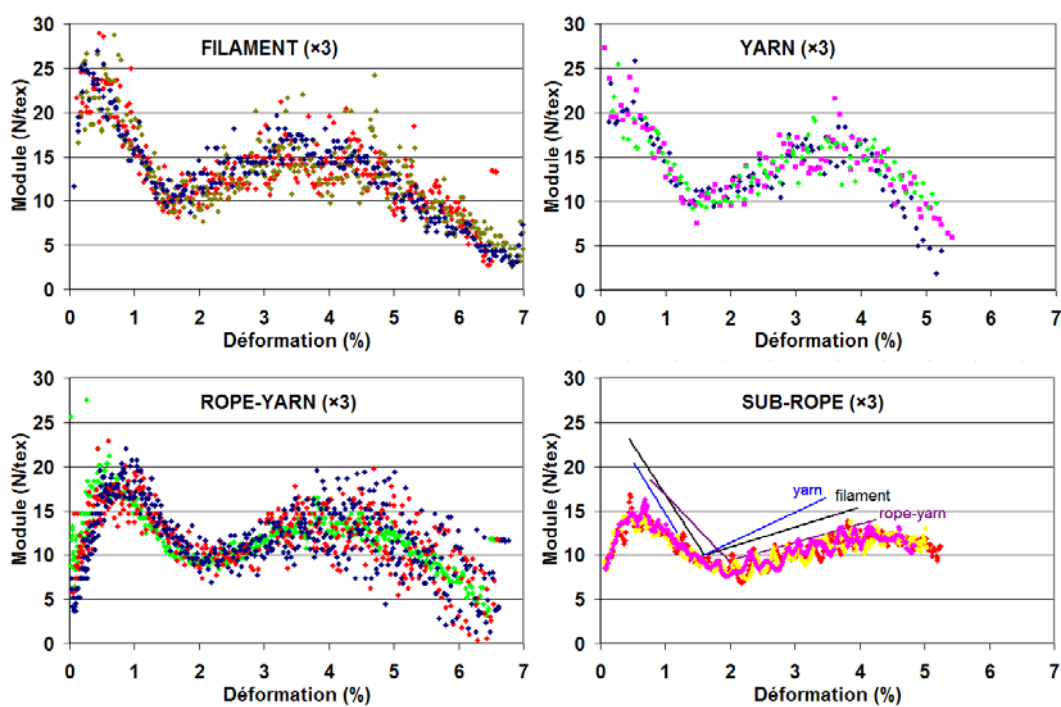 FILAMENT (×3)
Module (N/tex)
30
25
20
15
10
5
0
0 1 2 3 4 5 6 7
Déformation (%)
YARN (×3)
Module (N/tex)
30
25
20
15
10
5
0
0 1 2 3 4 5 6 7
Déformation (%)
ROPE-YARN (×3)
Module (N/tex)
30
25
20
15
10
5
0
0 1 2 3 4 5 6 7
Déformation (%)
SUB-ROPE (×3)
Module (N/tex)
30
25
20
15
10
5
0
yarn
filament
rope-yarn
0 1 2 3 4 5 6 7
Déformation (%)